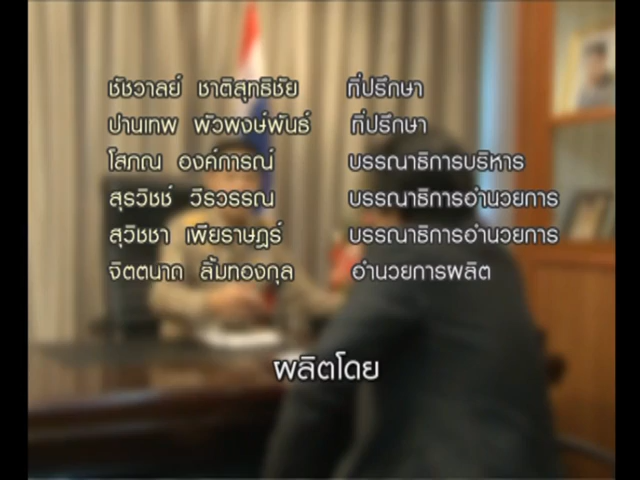 ชัชวาลย์ ชาติสุทธิชัย ที่ปรึกษา
ปานเทพ พัวพงษ์พันธ์ ที่ปรึกษา
โสภณ องค์การณ์ บรรณาธิการบริหาร
สุรวิชช์ วีรวรรณ บรรณาธิการอำนวยการ
สุวิชชา เพียราษฎร์ บรรณาธิการอำนวยการ
จิตตนาถ ลิ้มทองกุล อำนวยการผลิต
ผลิตโดย